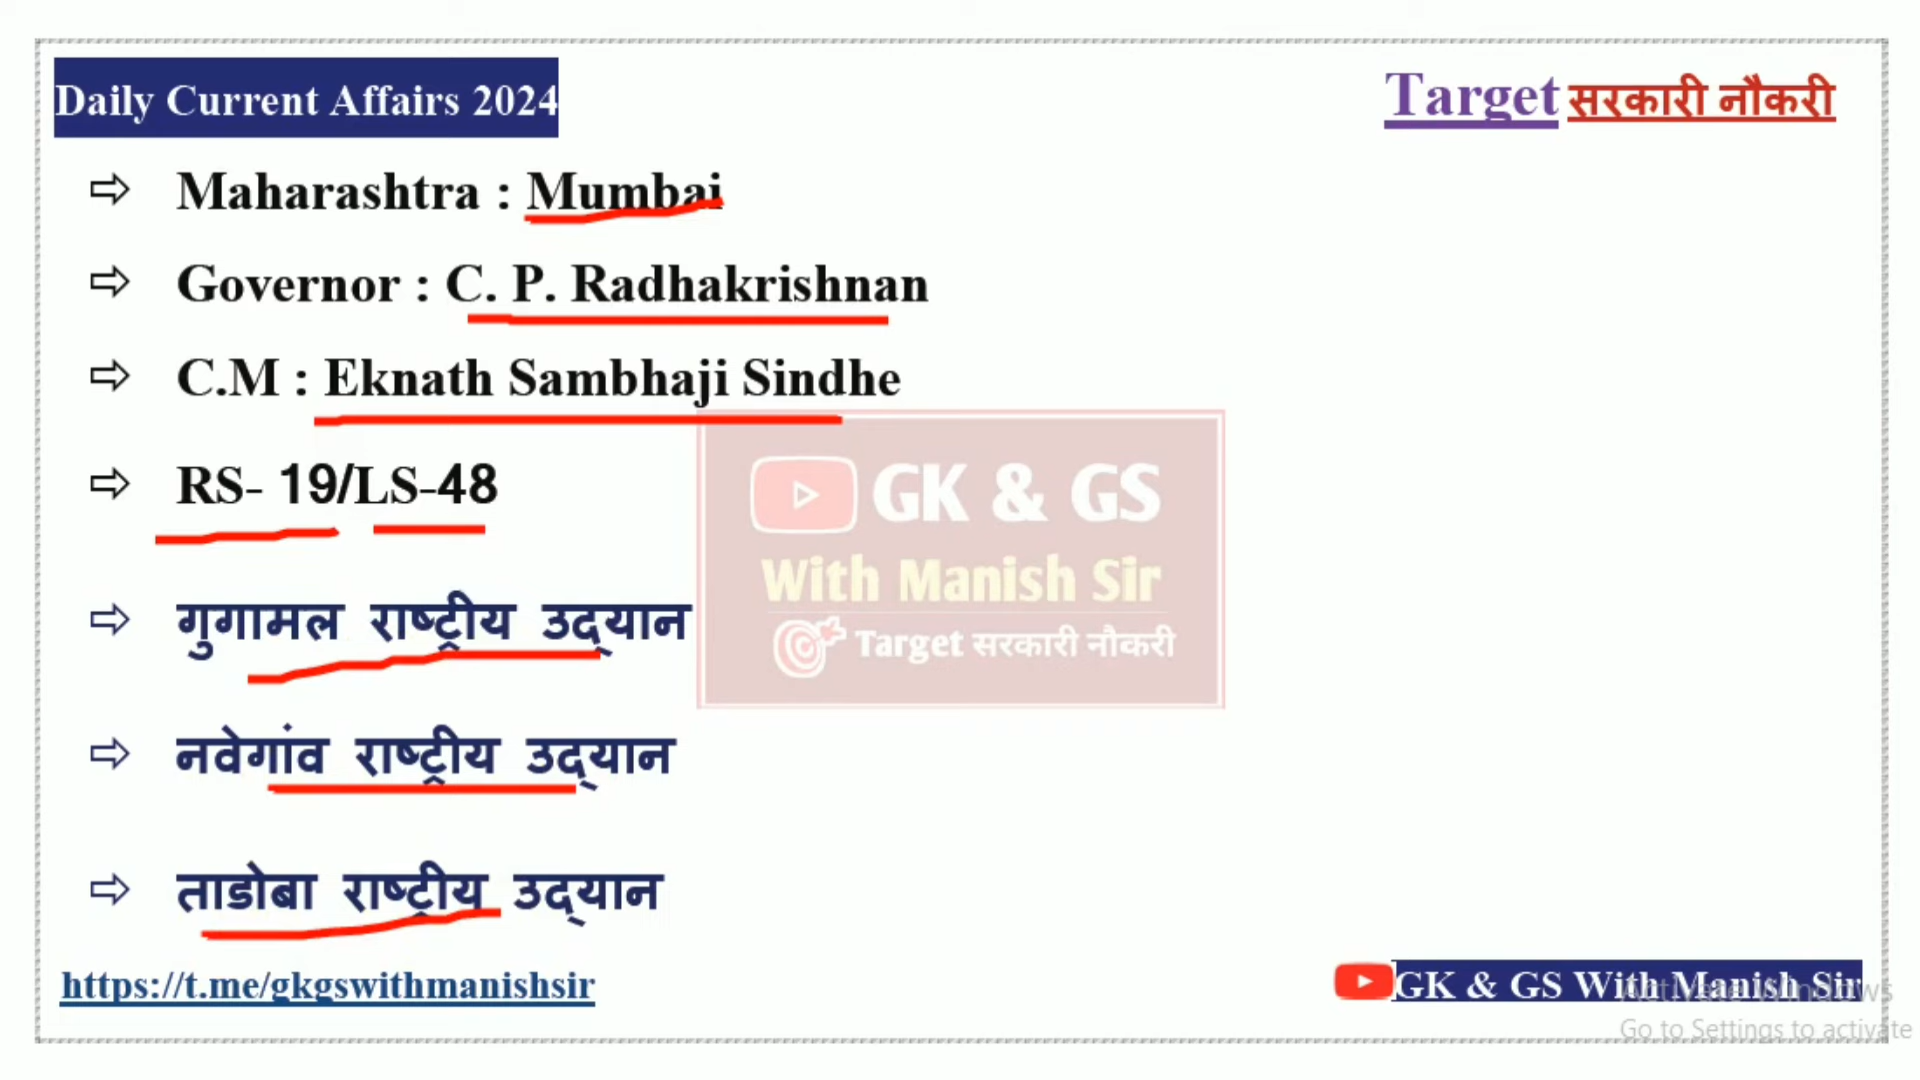 Daily Current Affairs 2024
Target सरकारी नौकरी
⇨ Maharashtra : Mumbai
⇨ Governor : C. P. Radhakrishnan
⇨ C.M : Eknath Sambhaji Sindhe
⇨ RS- 19/LS-48
GK & GS
With Manish Sir
Target सरकारी नौकरी
⇨ गुगामल राष्ट्रीय उद्यान
⇨ नवेगांव राष्ट्रीय उद्यान
⇨ ताडोबा राष्ट्रीय उद्यान
https://t.me/gkgswithmanishsir
GK & GS With Manish Sir
Activate Windows
Go to Settings to activate